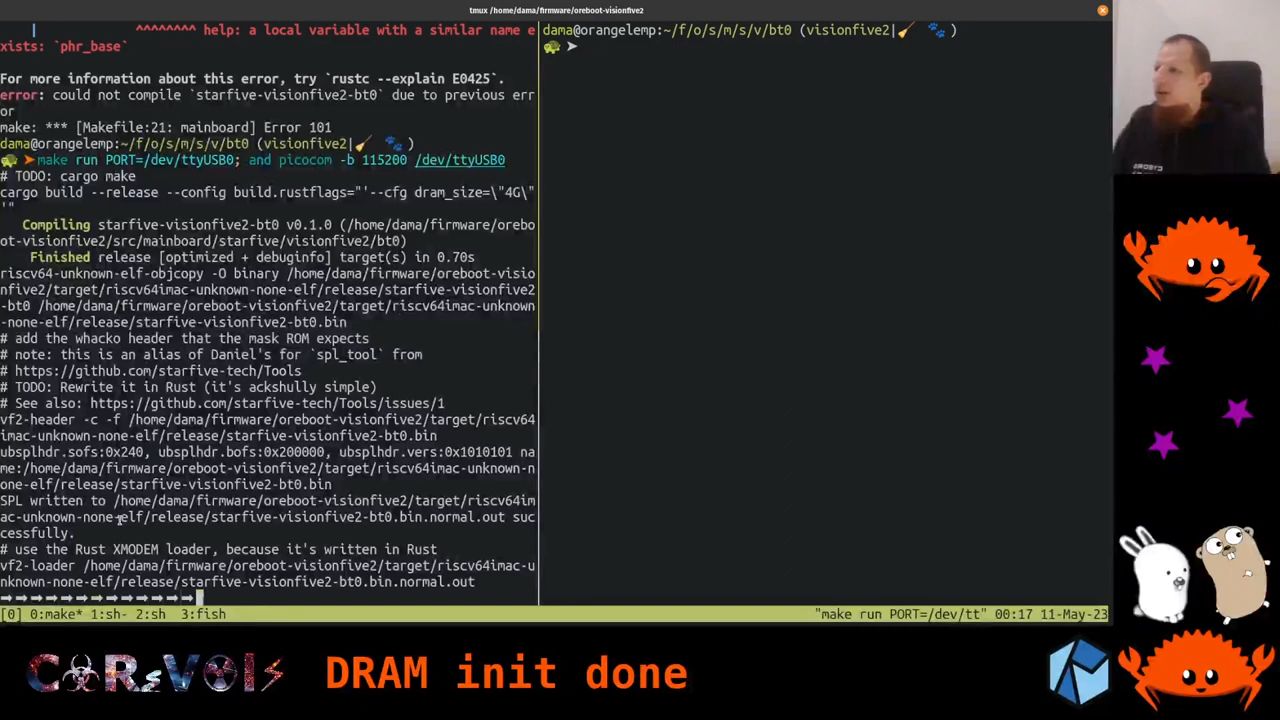 tmux /home/dama/firmware/oreboot-visionfive2
| ^^^^^^^^ help: a local variable with a similar name e
xists: `phr_base`
For more information about this error, try `rustc --explain E0425`.
error: could not compile `starfive-visionfive2-bt0` due to previous err
or
make: *** [Makefile:21: mainboard] Error 101
dama@orangelemp:~/f/o/s/m/s/v/bt0 (visionfive2|🧹 🐾 )
🐢 ➤make run PORT=/dev/ttyUSB0; and picocom -b 115200 /dev/ttyUSB0
# TODO: cargo make
cargo build --release --config build.rustflags="'--cfg dram_size=\"4G\"
'"
Compiling starfive-visionfive2-bt0 v0.1.0 (/home/dama/firmware/orebo
ot-visionfive2/src/mainboard/starfive/visionfive2/bt0)
Finished release [optimized + debuginfo] target(s) in 0.70s
riscv64-unknown-elf-objcopy -O binary /home/dama/firmware/oreboot-visio
nfive2/target/riscv64imac-unknown-none-elf/release/starfive-visionfive2
-bt0 /home/dama/firmware/oreboot-visionfive2/target/riscv64imac-unknown
-none-elf/release/starfive-visionfive2-bt0.bin
# add the whacko header that the mask ROM expects
# note: this is an alias of Daniel's for `spl_tool` from
# https://github.com/starfive-tech/Tools
# TODO: Rewrite it in Rust (it's ackshully simple)
# See also: https://github.com/starfive-tech/Tools/issues/1
vf2-header -c -f /home/dama/firmware/oreboot-visionfive2/target/riscv64
imac-unknown-none-elf/release/starfive-visionfive2-bt0.bin
ubsplhdr.sofs:0x240, ubsplhdr.bofs:0x200000, ubsplhdr.vers:0x1010101 na
me:/home/dama/firmware/oreboot-visionfive2/target/riscv64imac-unknown-n
one-elf/release/starfive-visionfive2-bt0.bin
SPL written to /home/dama/firmware/oreboot-visionfive2/target/riscv64im
ac-unknown-none-elf/release/starfive-visionfive2-bt0.bin.normal.out suc
cessfully.
# use the Rust XMODEM loader, because it's written in Rust
vf2-loader /home/dama/firmware/oreboot-visionfive2/target/riscv64imac-u
nknown-none-elf/release/starfive-visionfive2-bt0.bin.normal.out
➡➡➡➡➡➡➡➡➡➡➡➡➡
dama@orangelemp:~/f/o/s/m/s/v/bt0 (visionfive2|🧹 🐾 )
🐢 ➤
[0] 0:make* 1:sh- 2:sh 3:fish "make run PORT=/dev/tt" 00:17 11-May-23
DRAM init done